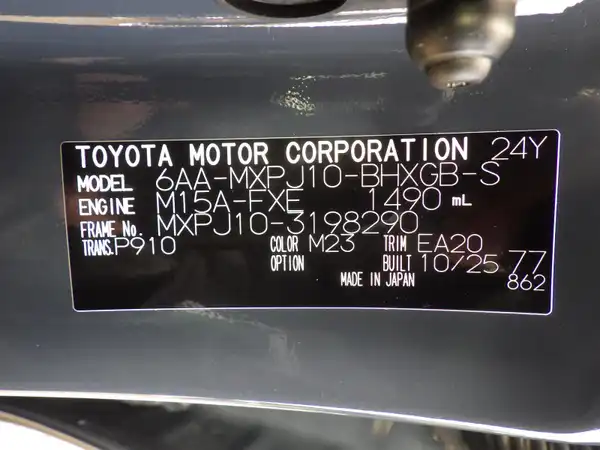 TOYOTA MOTOR CORPORATION 24Y
MODEL 6AA-MXPJ10-BHXGB-S
ENGINE M15A-FXE 1490 mL
FRAME No. MXPJ10-3198290
TRANS. P910 COLOR M23 TRIM EA20
OPTION BUILT 10/25 77
MADE IN JAPAN 862